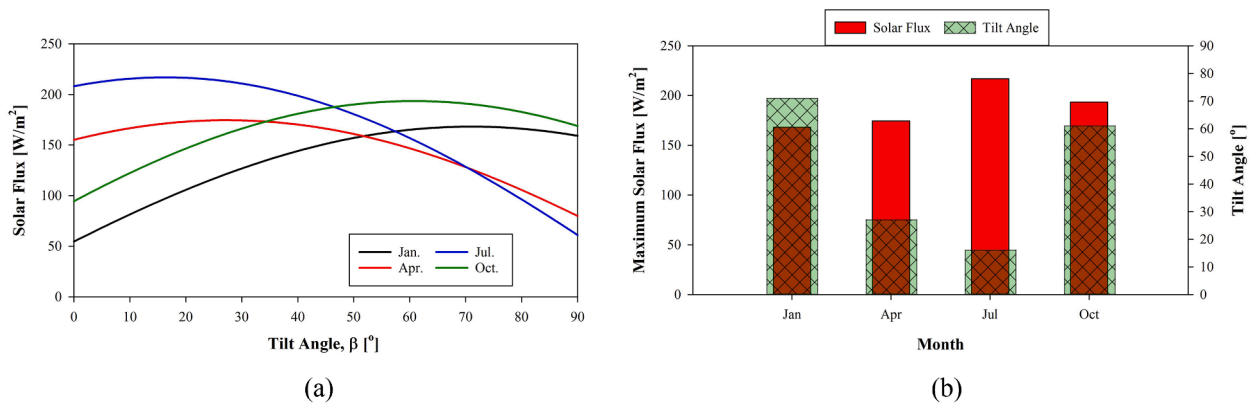 Solar Flux [W/m²]
250
200
150
100
50
0
Jan.
Jul.
Apr.
Oct.
0 10 20 30 40 50 60 70 80 90
Tilt Angle, β [°]
(a)
Solar Flux
Tilt Angle
Maximum Solar Flux [W/m²]
250
200
150
100
50
0
90
80
70
60
50
40
30
20
10
0
Tilt Angle [°]
Jan Apr Jul Oct
Month
(b)